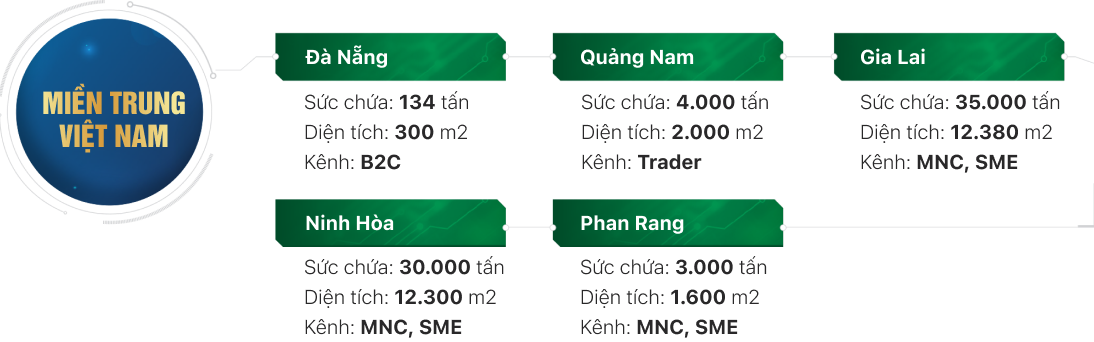 MIỀN TRUNG
VIỆT NAM
Đà Nẵng
Sức chứa: 134 tấn
Diện tích: 300 m2
Kênh: B2C
Quảng Nam
Sức chứa: 4.000 tấn
Diện tích: 2.000 m2
Kênh: Trader
Gia Lai
Sức chứa: 35.000 tấn
Diện tích: 12.380 m2
Kênh: MNC, SME
Ninh Hòa
Sức chứa: 30.000 tấn
Diện tích: 12.300 m2
Kênh: MNC, SME
Phan Rang
Sức chứa: 3.000 tấn
Diện tích: 1.600 m2
Kênh: MNC, SME